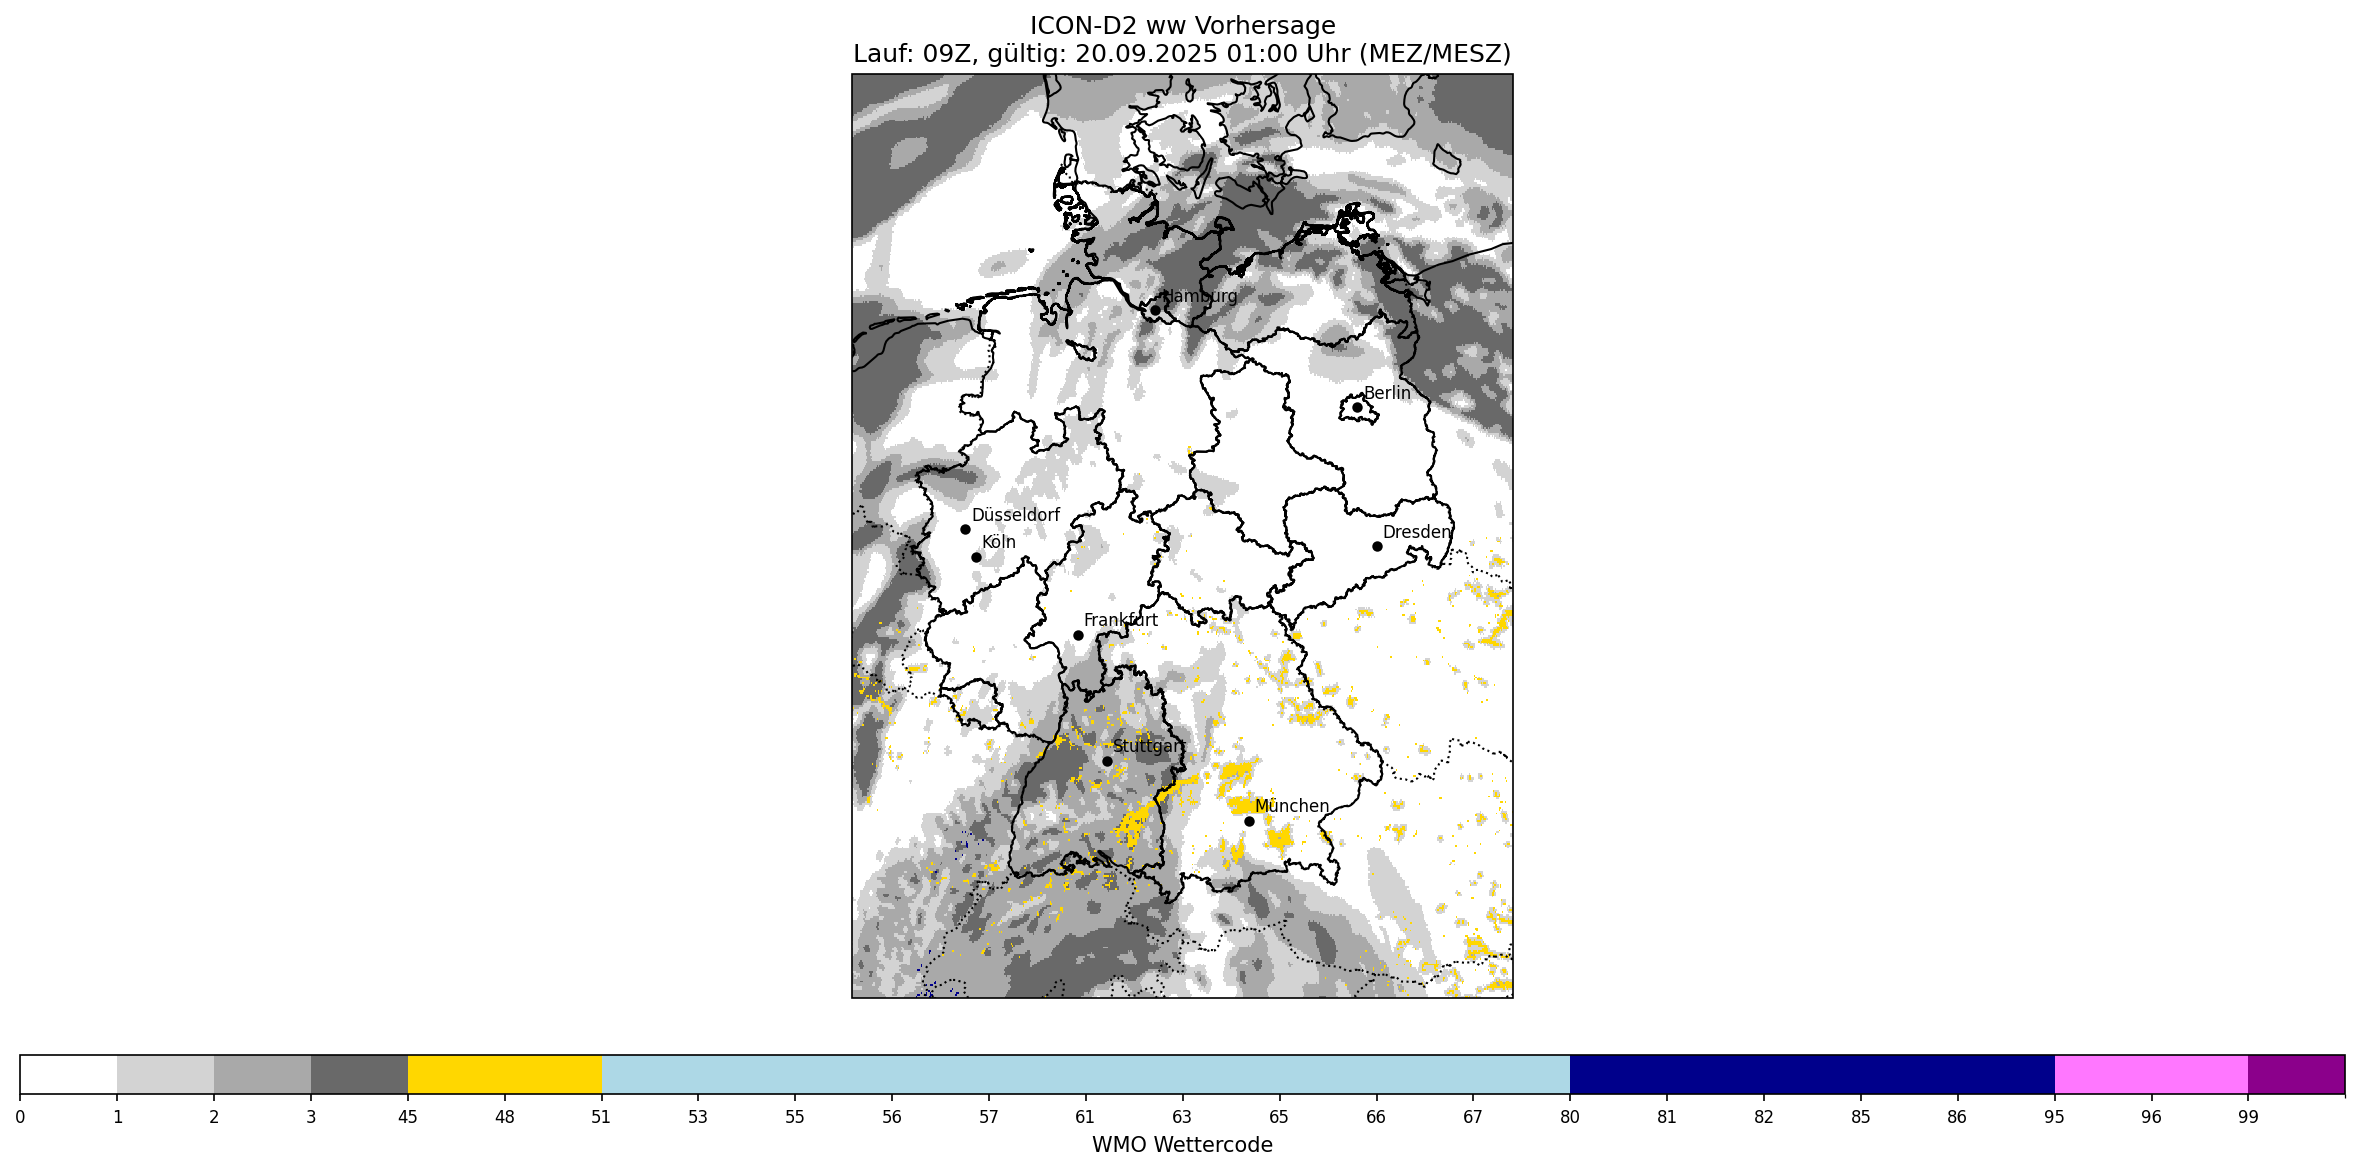 ICON-D2 ww Vorhersage
Lauf: 09Z, gültig: 20.09.2025 01:00 Uhr (MEZ/MESZ)
Hamburg
Berlin
Düsseldorf
Köln
Dresden
Frankfurt
Stuttgart
München
0 1 2 3 45 48 51 53 55 56 57 61 63 65 66 67 80 81 82 85 86 95 96 99
WMO Wettercode